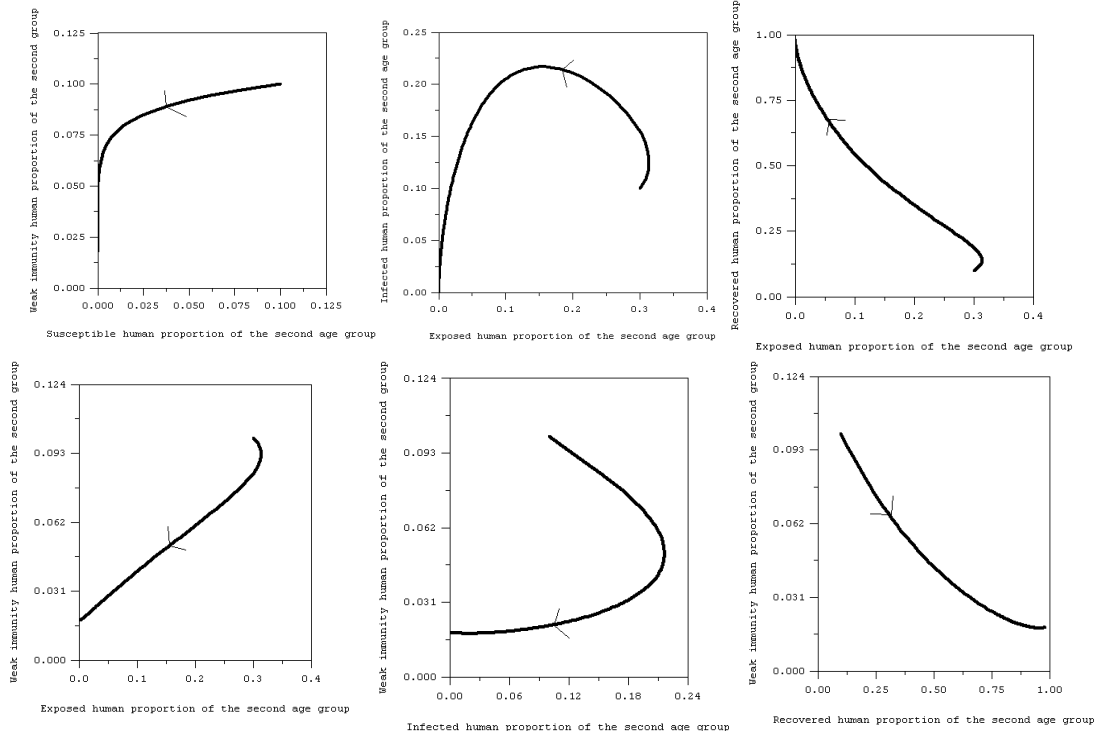 Weak immunity human proportion of the second group
0.125
0.100
0.075
0.050
0.025
0.000
0.000 0.025 0.050 0.075 0.100 0.125
Susceptible human proportion of the second age group
Infected human proportion of the second age group
0.25
0.20
0.15
0.10
0.05
0.00
0.0 0.1 0.2 0.3 0.4
Exposed human proportion of the second age group
Recovered human proportion of the second age group
1.00
0.75
0.50
0.25
0.00
0.0 0.1 0.2 0.3 0.4
Exposed human proportion of the second age group
Weak immunity human proportion of the second group
0.124
0.093
0.062
0.031
0.000
0.0 0.1 0.2 0.3 0.4
Exposed human proportion of the second age group
Weak immunity human proportion of the second group
0.124
0.093
0.062
0.031
0.000
0.00 0.06 0.12 0.18 0.24
Infected human proportion of the second age group
Weak immunity human proportion of the second group
0.124
0.093
0.062
0.031
0.000
0.00 0.25 0.50 0.75 1.00
Recovered human proportion of the second age group